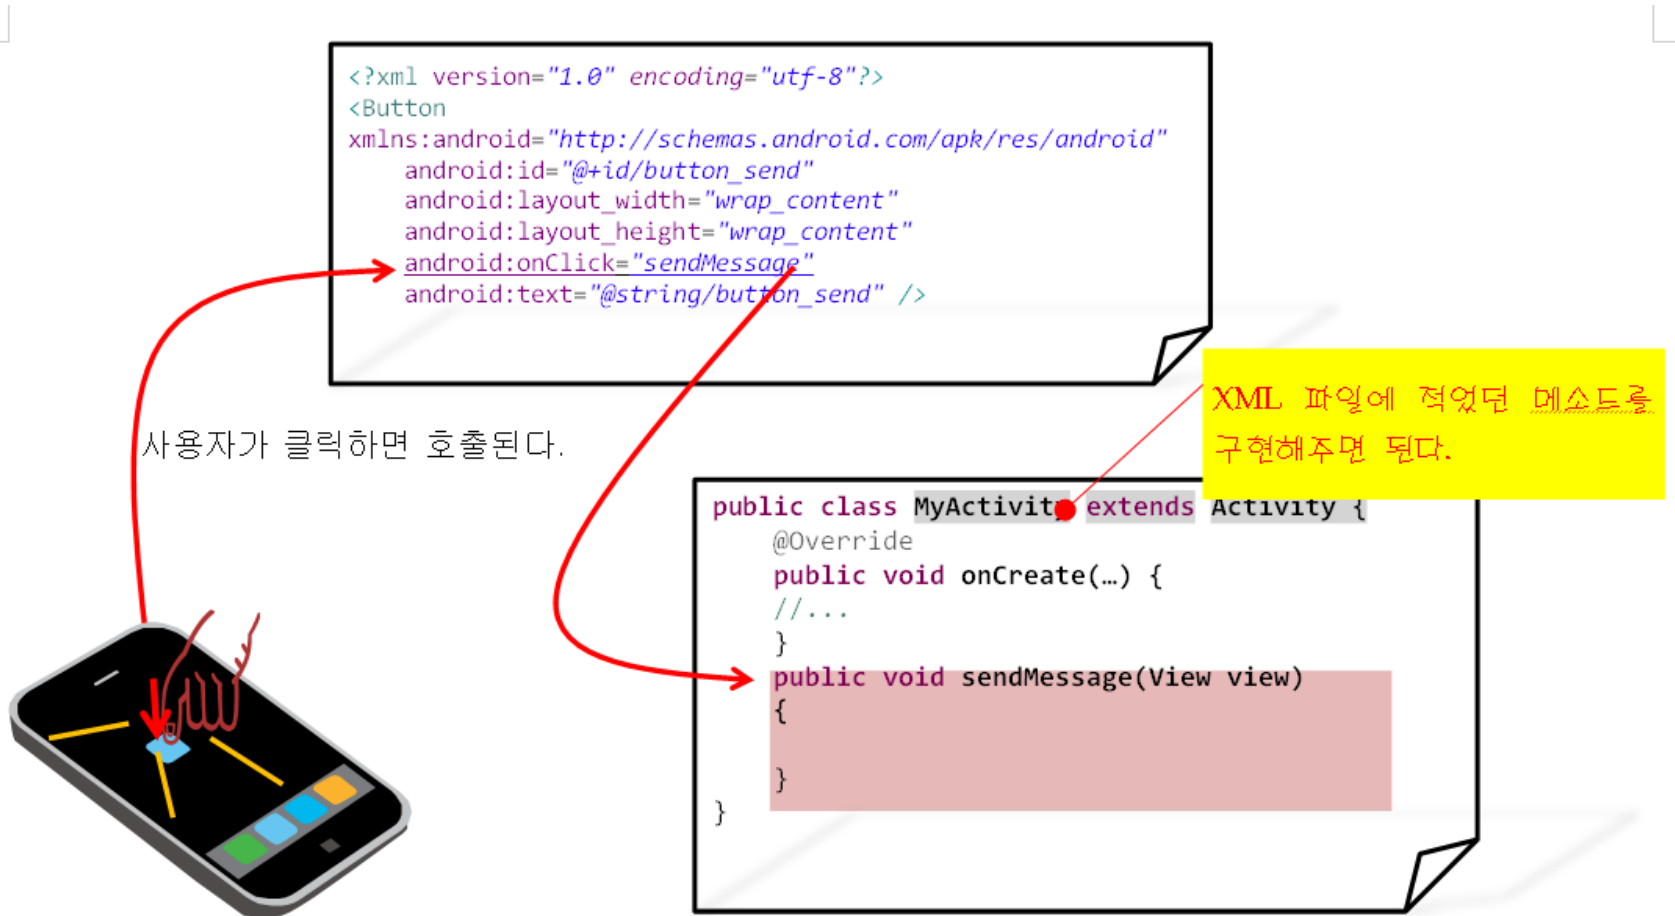 <?xml version="1.0" encoding="utf-8"?>
<Button
xmlns:android="http://schemas.android.com/apk/res/android"
android:id="@+id/button_send"
android:layout_width="wrap_content"
android:layout_height="wrap_content"
android:onClick="sendMessage"
android:text="@string/button_send" />
사용자가 클릭하면 호출된다.
XML 파일에 적었던 메소드를
구현해주면 된다.
public class MyActivity extends Activity {
@Override
public void onCreate(…) {
//...
}
public void sendMessage(View view)
{
}
}